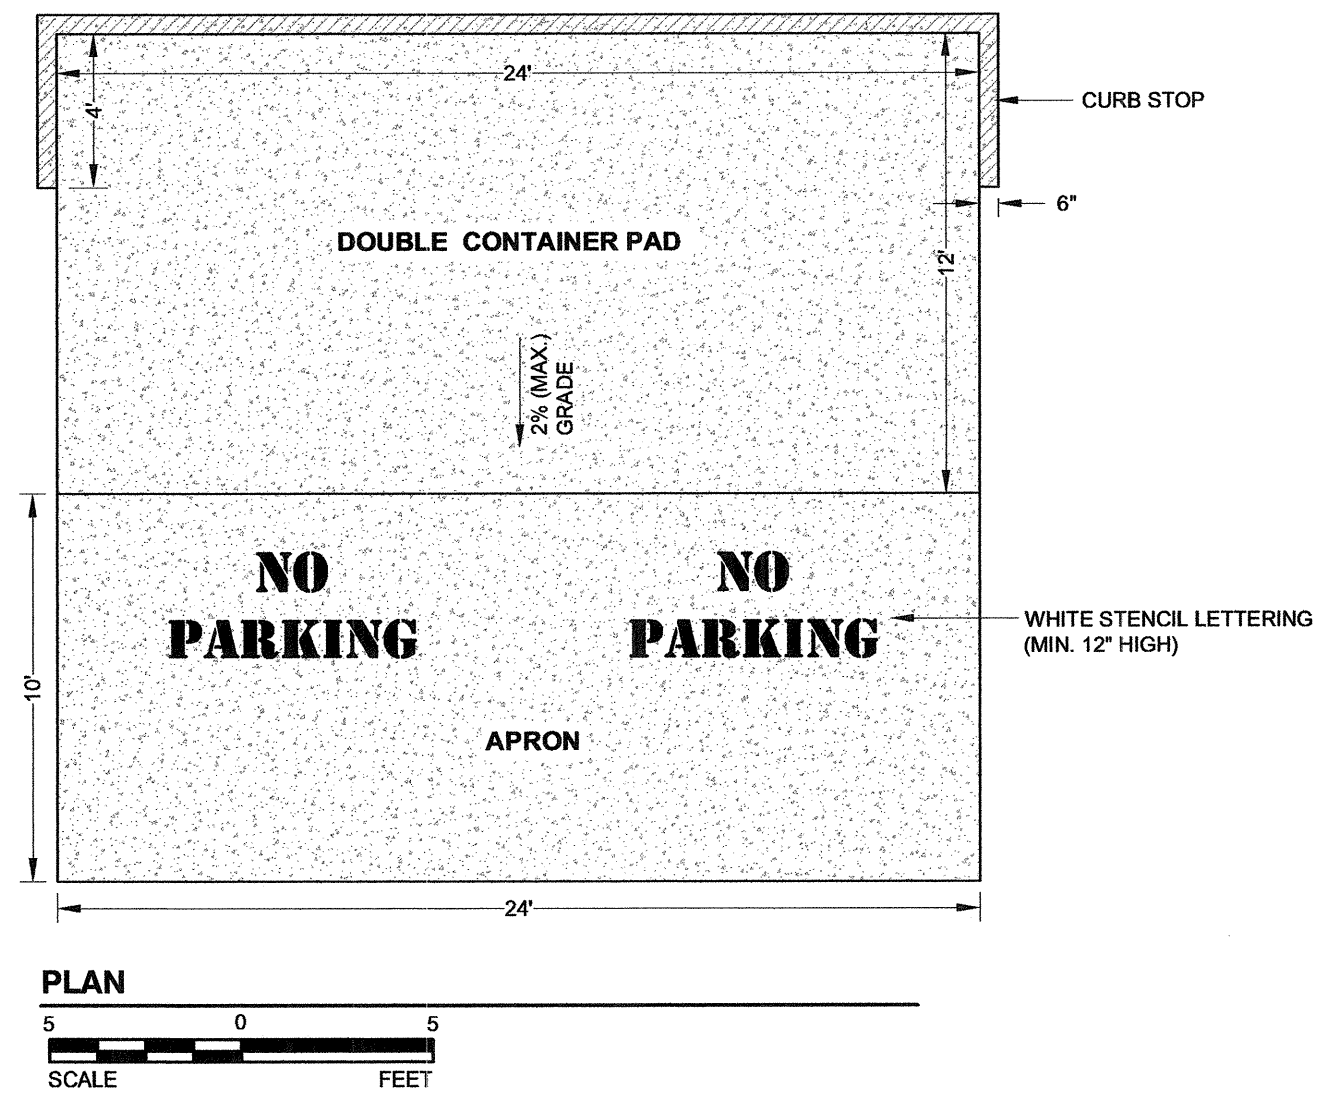 24'
4'
CURB STOP
6"
DOUBLE CONTAINER PAD
12'
2% (MAX.)
GRADE
NO
PARKING
NO
PARKING
WHITE STENCIL LETTERING
(MIN. 12" HIGH)
10'
APRON
24'
PLAN
5 0 5
SCALE FEET